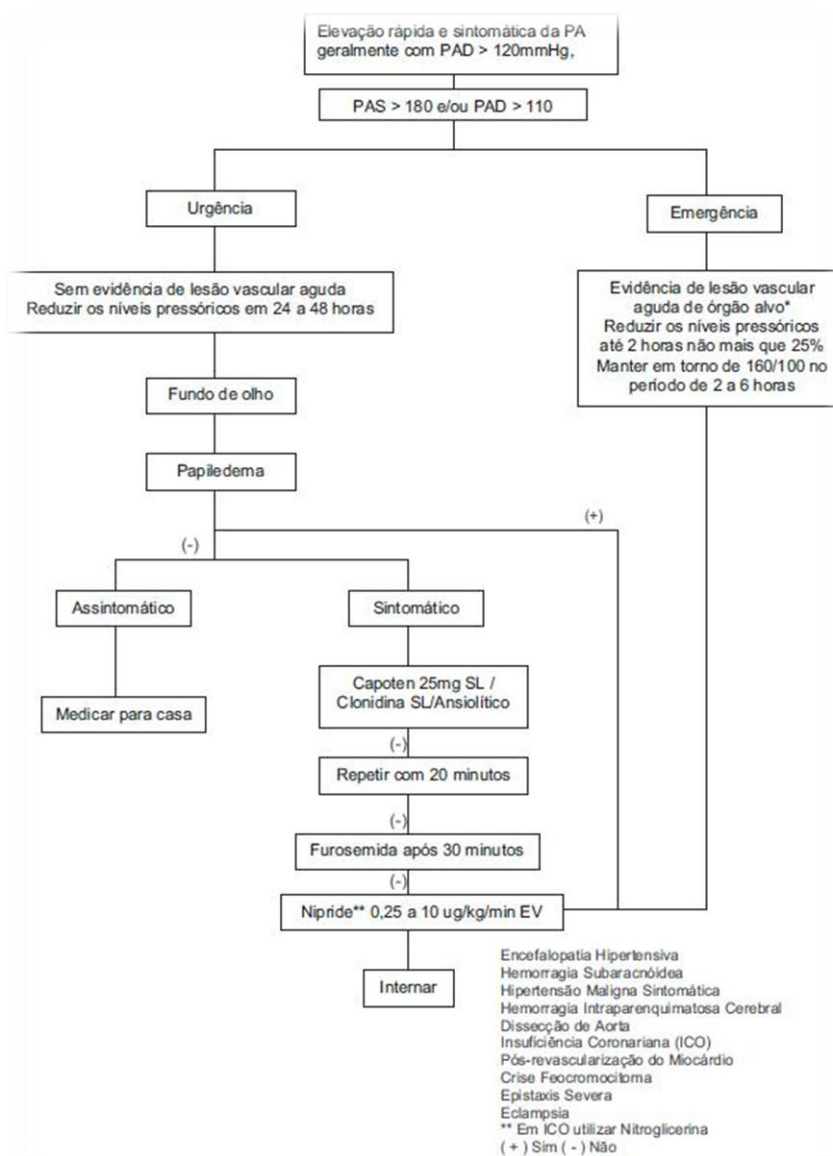 Elevação rápida e sintomática da PA
geralmente com PAD > 120mmHg,
PAS > 180 e/ou PAD > 110
Urgência
Emergência
Sem evidência de lesão vascular aguda
Reduzir os níveis pressóricos em 24 a 48 horas
Evidência de lesão vascular
aguda de órgão alvo*
Reduzir os níveis pressóricos
até 2 horas não mais que 25%
Manter em torno de 160/100 no
período de 2 a 6 horas
Fundo de olho
Papiledema
(+)
(-)
Assintomático
Sintomático
Medicar para casa
Capoten 25mg SL /
Clonidina SL/Ansiolítico
(-)
Repetir com 20 minutos
(-)
Furosemida após 30 minutos
(-)
Nipride** 0,25 a 10 ug/kg/min EV
Internar
Encefalopatia Hipertensiva
Hemorragia Subaracnóidea
Hipertensão Maligna Sintomática
Hemorragia Intraparenquimatosa Cerebral
Dissecção de Aorta
Insuficiência Coronariana (ICO)
Pós-revascularização do Miocárdio
Crise Feocromocitoma
Epistaxis Severa
Eclampsia
** Em ICO utilizar Nitroglicerina
( + ) Sim ( - ) Não